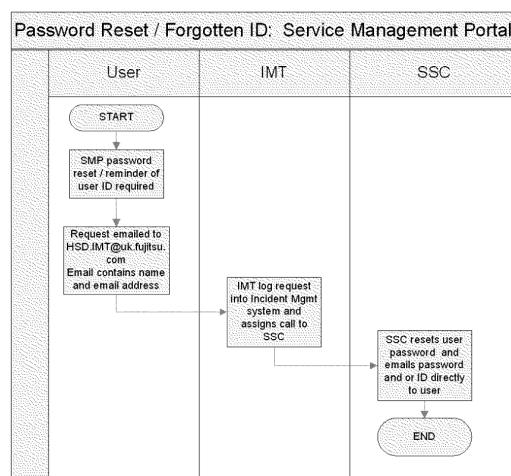 Password Reset / Forgotten ID: Service Management Portal
User
IMT
SSC
START
SMP password
reset / reminder of
user ID required
Request emailed to
HSD.IMT@uk.fujitsu.
com
Email contains name
and email address
IMT log request
into Incident Mgmt
system and
assigns call to
SSC
SSC resets user
password and
emails password
and or ID directly
to user
END